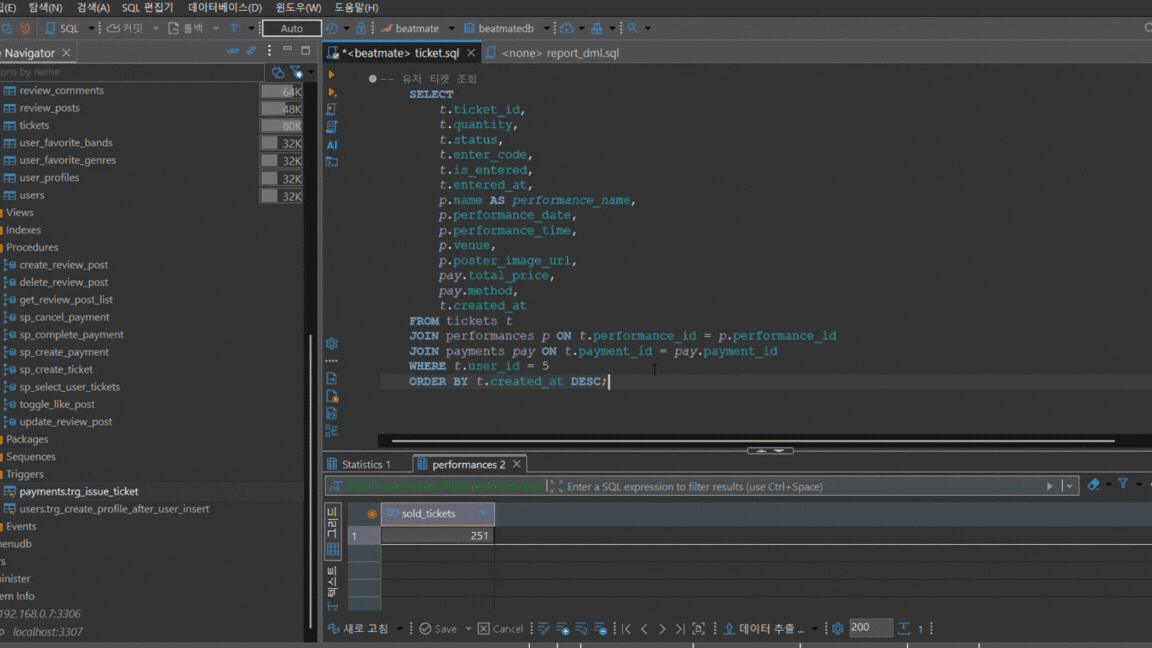 집(E) 탐색(N) 검색(A) SQL 편집기 데이터베이스(D) 윈도우(W) 도움말(H)
SQL 커밋 롤백 T Auto beatmate beatmatedb
Navigator
*<beatmate> ticket.sql
<none> report_dml.sql
ons by name
review_comments 64K
review_posts 48K
tickets 80K
user_favorite_bands 32K
user_favorite_genres 32K
user_profiles 32K
users 32K
Views
Indexes
Procedures
create_review_post
delete_review_post
get_review_post_list
sp_cancel_payment
sp_complete_payment
sp_create_payment
sp_create_ticket
sp_select_user_tickets
toggle_like_post
update_review_post
Packages
Sequences
Triggers
payments.trg_issue_ticket
users.trg_create_profile_after_user_insert
Events
menudb
rs
minister
em Info
192.168.0.7:3306
localhost:3307
AI
-- 유저 티켓 조회
SELECT
t.ticket_id,
t.quantity,
t.status,
t.enter_code,
t.is_entered,
t.entered_at,
p.name AS performance_name,
p.performance_date,
p.performance_time,
p.venue,
p.poster_image_url,
pay.total_price,
pay.method,
t.created_at
FROM tickets t
JOIN performances p ON t.performance_id = p.performance_id
JOIN payments pay ON t.payment_id = pay.payment_id
WHERE t.user_id = 5
ORDER BY t.created_at DESC;
Statistics 1 performances 2
Enter a SQL expression to filter results (use Ctrl+Space)
그리드
텍스트
123 sold_tickets
1 251
새로 고침 Save Cancel 데이터 추출 ... 200 1